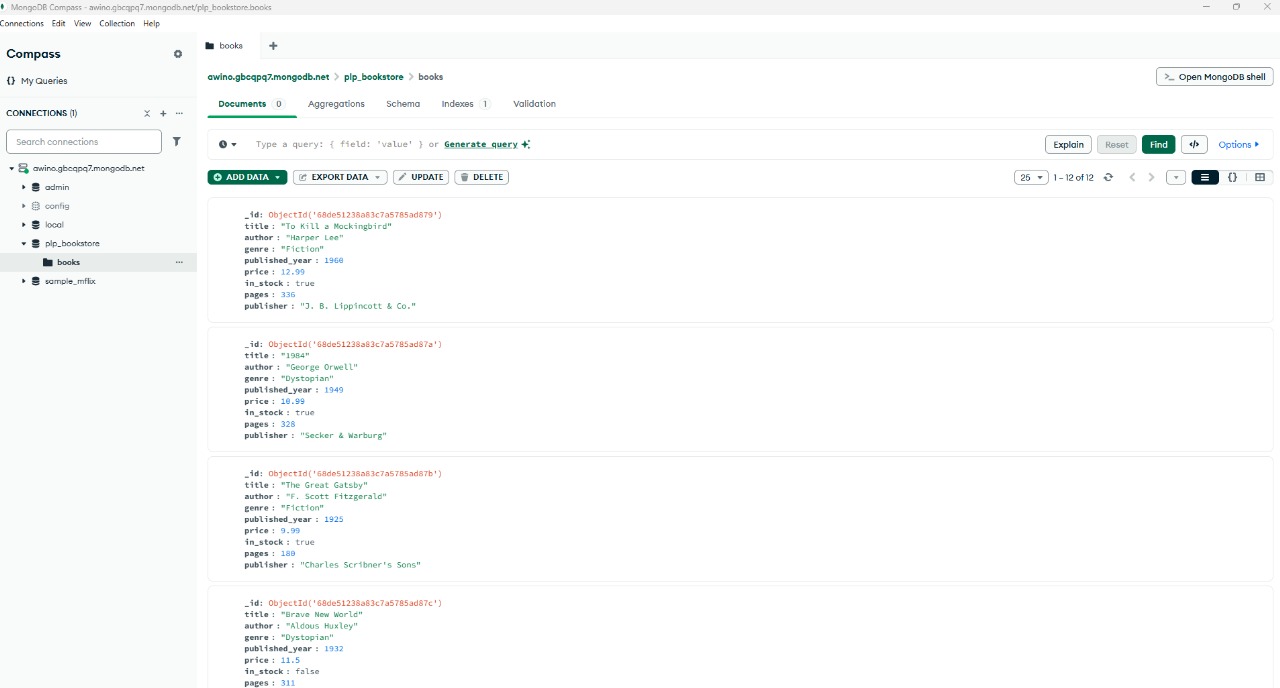 MongoDB Compass - awino.gbcqpq7.mongodb.net/plp_bookstore.books
Connections Edit View Collection Help
Compass
{} My Queries
CONNECTIONS (1)
Search connections
awino.gbcqpq7.mongodb.net
admin
config
local
plp_bookstore
books
sample_mflix
books
awino.gbcqpq7.mongodb.net > plp_bookstore > books
>_ Open MongoDB shell
Documents 0 Aggregations Schema Indexes 1 Validation
Type a query: { field: 'value' } or Generate query
Explain Reset Find </> Options
ADD DATA EXPORT DATA UPDATE DELETE
25 1 – 12 of 12 {}
_id: ObjectId('68de51238a83c7a5785ad879')
title : "To Kill a Mockingbird"
author : "Harper Lee"
genre : "Fiction"
published_year : 1960
price : 12.99
in_stock : true
pages : 336
publisher : "J. B. Lippincott & Co."
_id: ObjectId('68de51238a83c7a5785ad87a')
title : "1984"
author : "George Orwell"
genre : "Dystopian"
published_year : 1949
price : 10.99
in_stock : true
pages : 328
publisher : "Secker & Warburg"
_id: ObjectId('68de51238a83c7a5785ad87b')
title : "The Great Gatsby"
author : "F. Scott Fitzgerald"
genre : "Fiction"
published_year : 1925
price : 9.99
in_stock : true
pages : 180
publisher : "Charles Scribner's Sons"
_id: ObjectId('68de51238a83c7a5785ad87c')
title : "Brave New World"
author : "Aldous Huxley"
genre : "Dystopian"
published_year : 1932
price : 11.5
in_stock : false
pages : 311